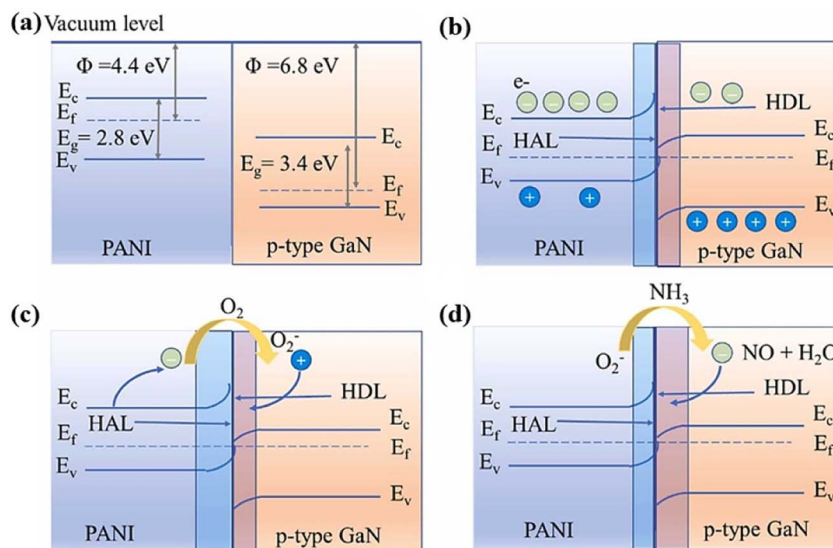 (a) Vacuum level
Φ =4.4 eV
Φ =6.8 eV
Ec
Ef
Eg= 2.8 eV
Ev
Ec
Eg = 3.4 eV
Ef
Ev
PANI
p-type GaN
(b)
e-
− − − −
− −
HDL
HAL
Ec
Ef
Ev
Ec
Ef
Ev
+ +
+ + + +
PANI
p-type GaN
(c)
O2
O2-
−
+
Ec
HAL
HDL
Ef
Ev
Ec
Ef
Ev
PANI
p-type GaN
(d)
NH3
O2-
−
NO + H2O
HDL
HAL
Ec
Ef
Ev
Ec
Ef
Ev
PANI
p-type GaN